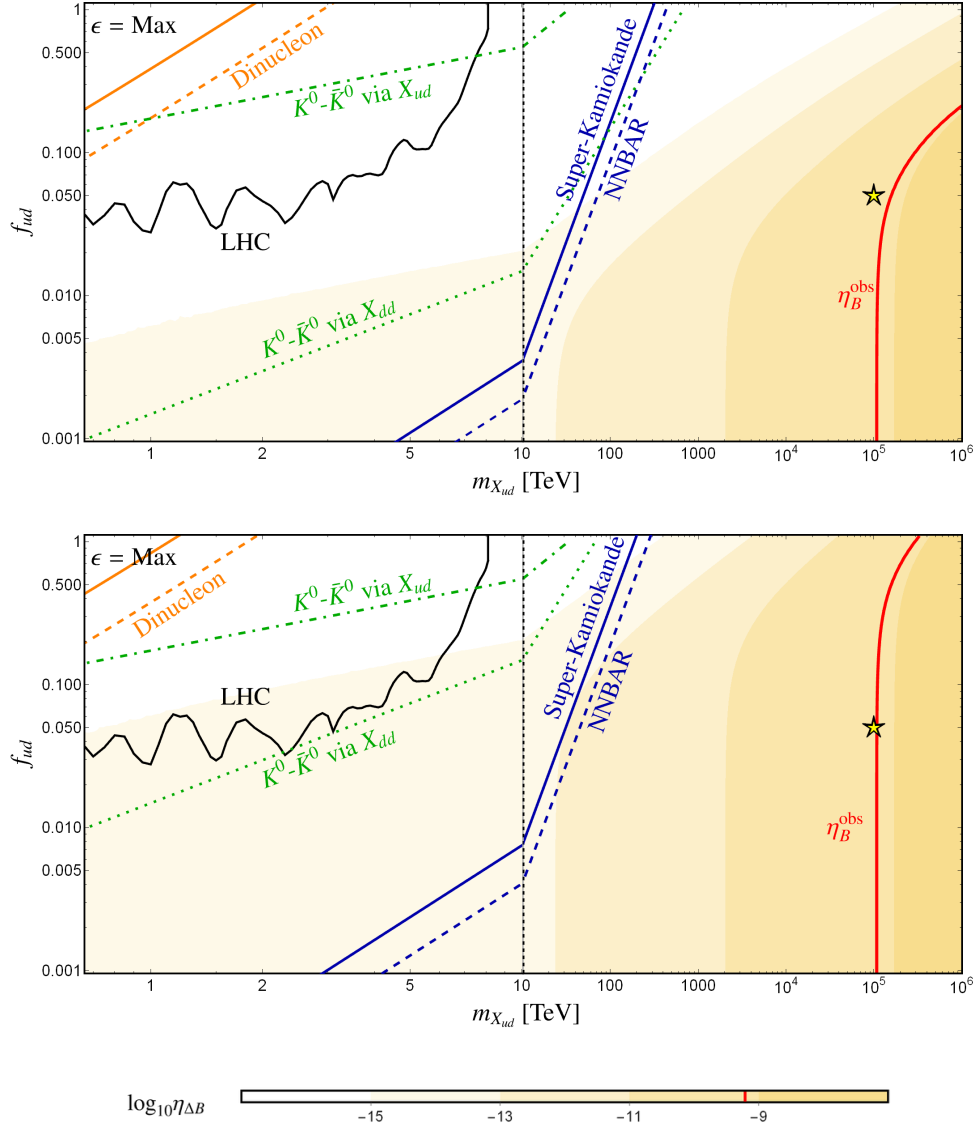 ϵ = Max
Dinucleon
K⁰-K̄⁰ via X_ud
Super-Kamiokande
NNBAR
LHC
K⁰-K̄⁰ via X_dd
η_B^obs
f_ud
1
0.500
0.100
0.050
0.010
0.005
0.001
1
2
5
10
100
1000
10⁴
10⁵
10⁶
m_{X_ud} [TeV]
ϵ = Max
Dinucleon
K⁰-K̄⁰ via X_ud
Super-Kamiokande
NNBAR
LHC
K⁰-K̄⁰ via X_dd
η_B^obs
f_ud
1
0.500
0.100
0.050
0.010
0.005
0.001
1
2
5
10
100
1000
10⁴
10⁵
10⁶
m_{X_ud} [TeV]
log₁₀η_ΔB
−15
−13
−11
−9